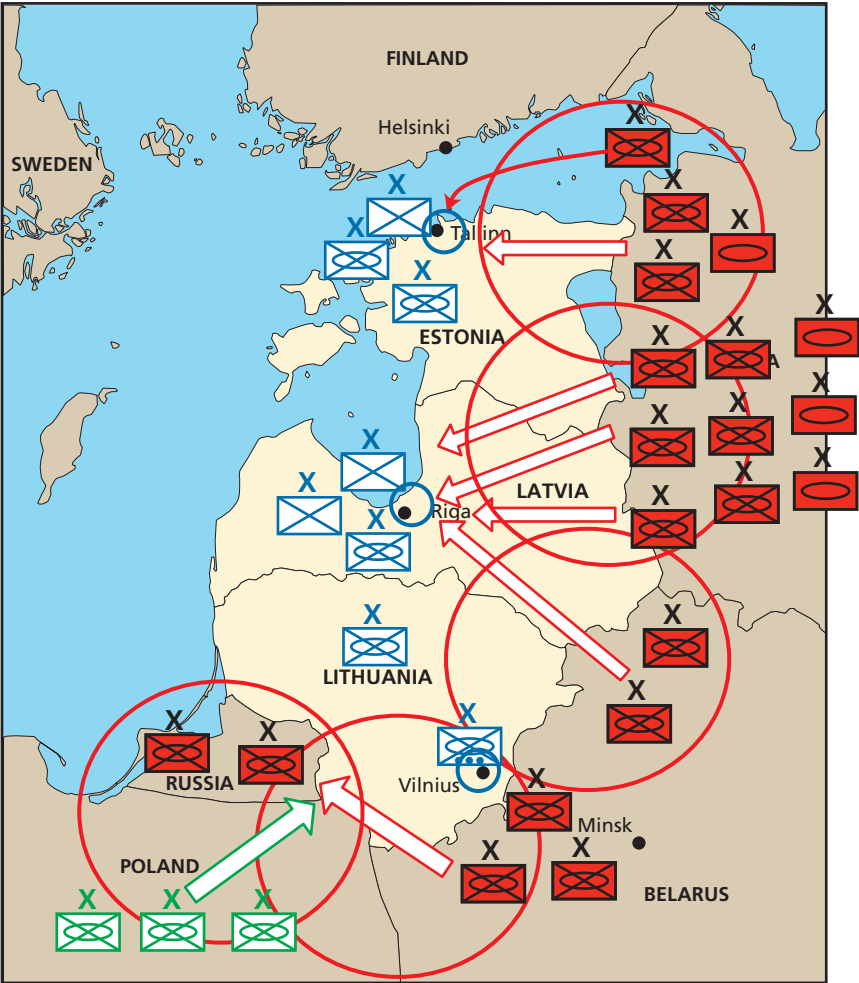 FINLAND
X
Helsinki
SWEDEN
X
X
X
X
Tallinn
X
X
X
X
ESTONIA
X
A
X
X
X
X
X
X
X
LATVIA
X
Riga
X
X
X
LITHUANIA
X
X
X
X
RUSSIA
X
Vilnius
Minsk
X
X
POLAND
BELARUS
X
X
X